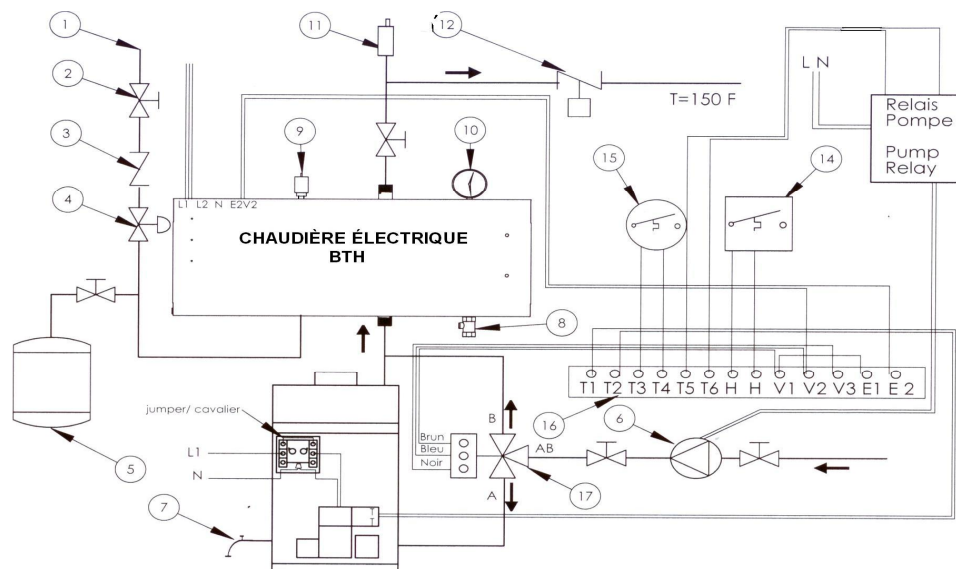 1
2
3
4
11
12
T=150 F
L N
Relais
Pompe
Pump
Relay
9
10
15
14
L1 L2 N E2V2
CHAUDIÈRE ÉLECTRIQUE
BTH
8
T1 T2 T3 T4 T5 T6 H H V1 V2 V3 E1 E 2
16
6
jumper/ cavalier
L1
N
B
Brun
Bleu
Noir
AB
A
17
5
7
T
T